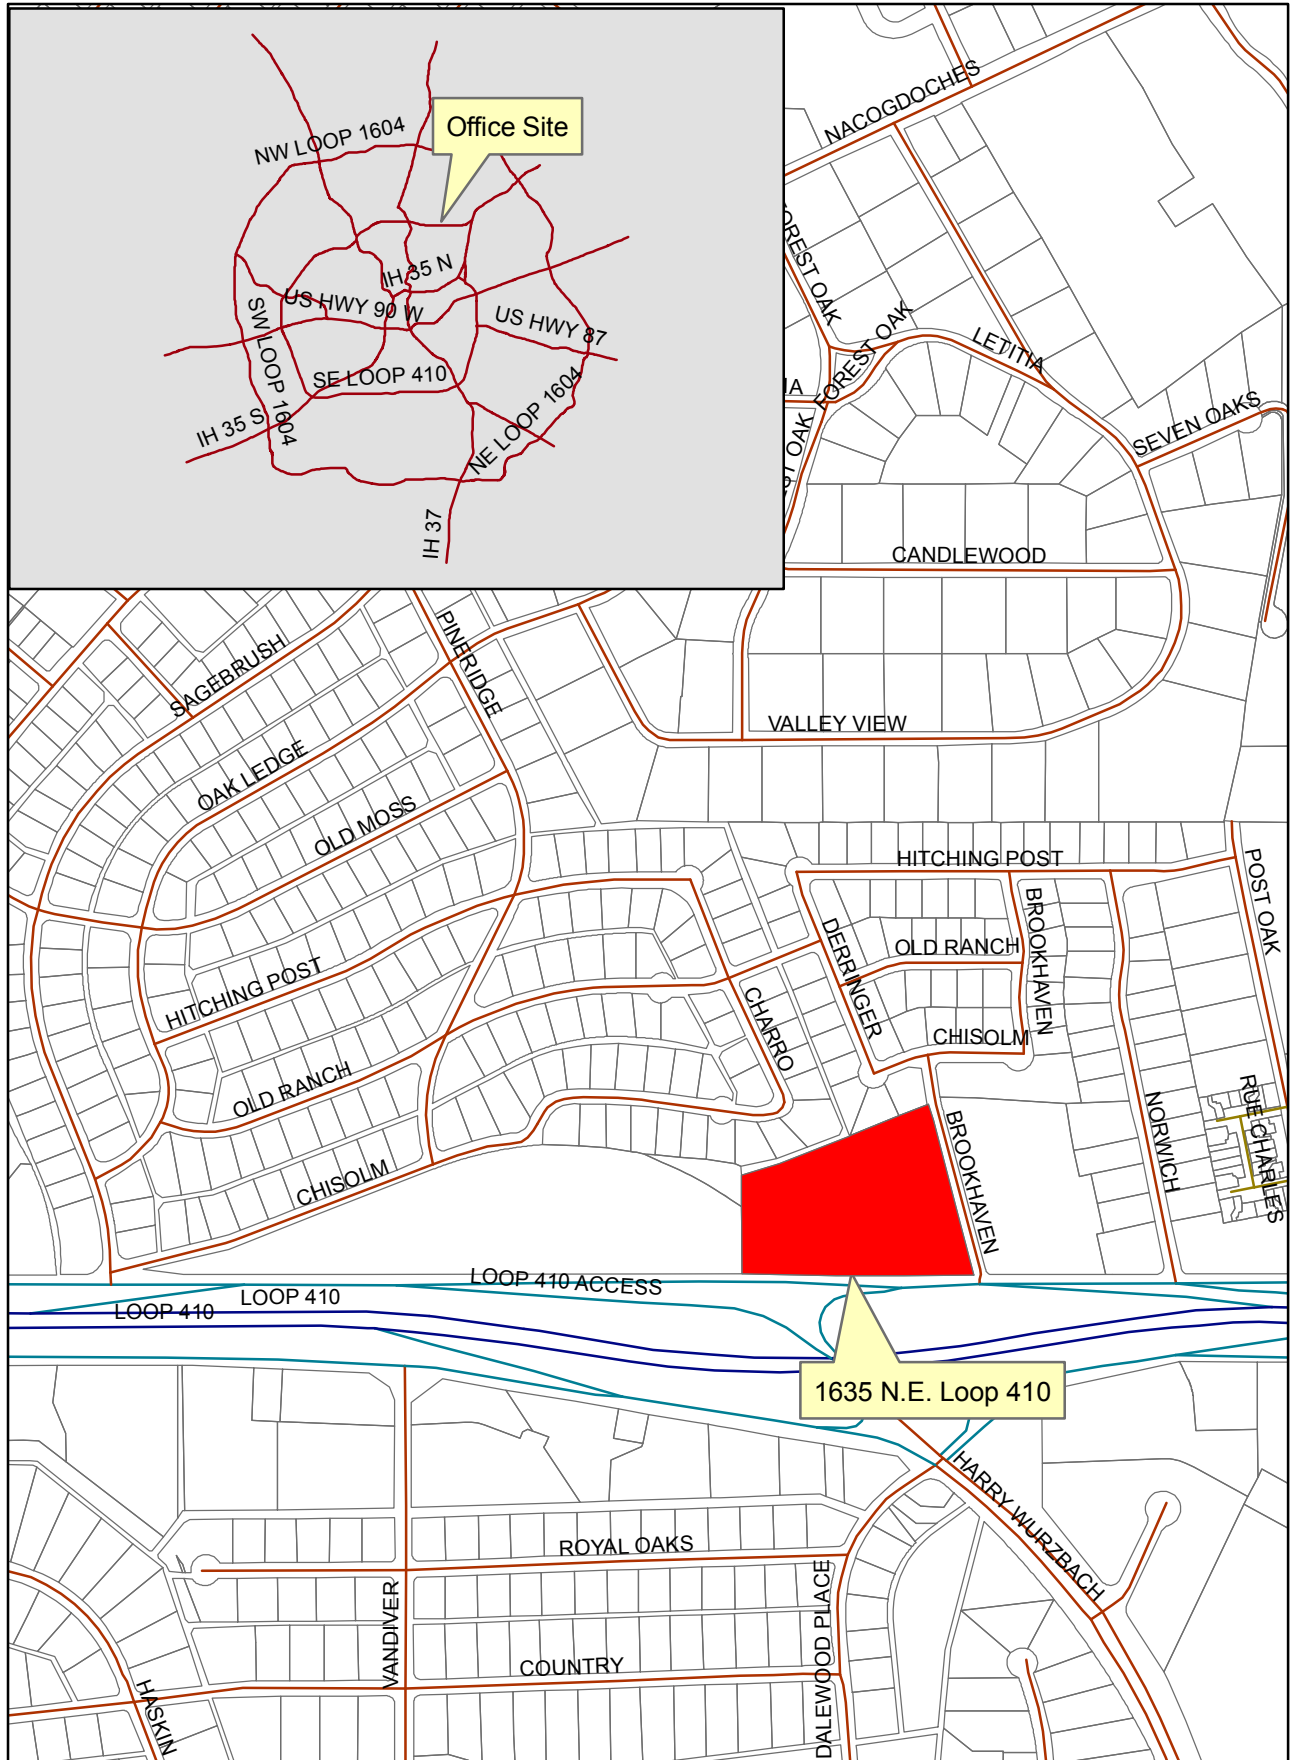 Office Site
NW LOOP 1604
IH 35 N
US HWY 90 W
US HWY 87
SW LOOP 1604
SE LOOP 410
NE LOOP 1604
IH 35 S
IH 37
NACOGDOCHES
FOREST OAK
FOREST OAK
LETITIA
IA
ST OAK
SEVEN OAKS
CANDLEWOOD
PINERIDGE
SAGEBRUSH
VALLEY VIEW
OAK LEDGE
OLD MOSS
HITCHING POST
POST OAK
BROOKHAVEN
DERRINGER
OLD RANCH
HITCHING POST
CHARRO
CHISOLM
OLD RANCH
RUE CHARLES
NORWICH
BROOKHAVEN
CHISOLM
LOOP 410 ACCESS
LOOP 410
LOOP 410
1635 N.E. Loop 410
HARRY WURZBACH
ROYAL OAKS
VANDIVER
DALEWOOD PLACE
COUNTRY
HASKIN